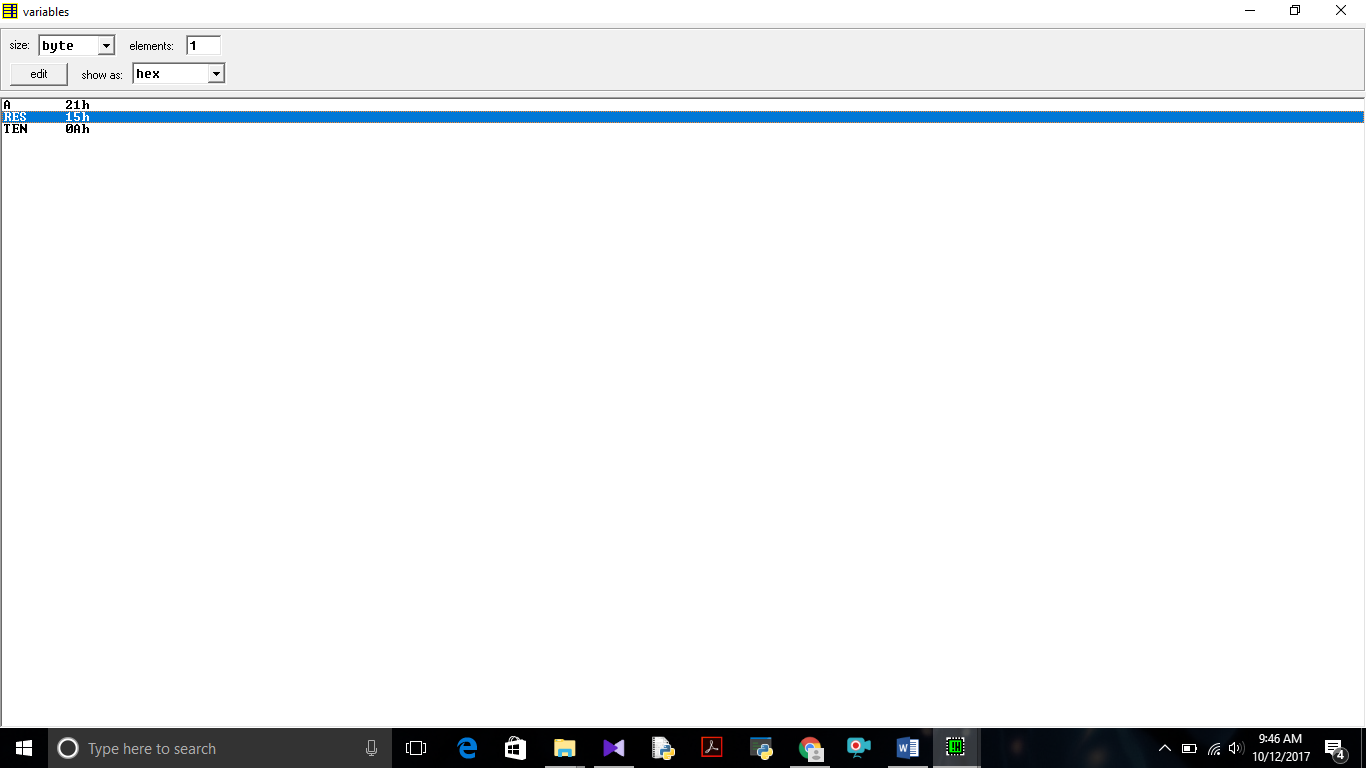 variables
size: byte elements: 1
edit show as: hex
A 21h
RES 15h
TEN 0Ah
Type here to search
9:46 AM
10/12/2017
4